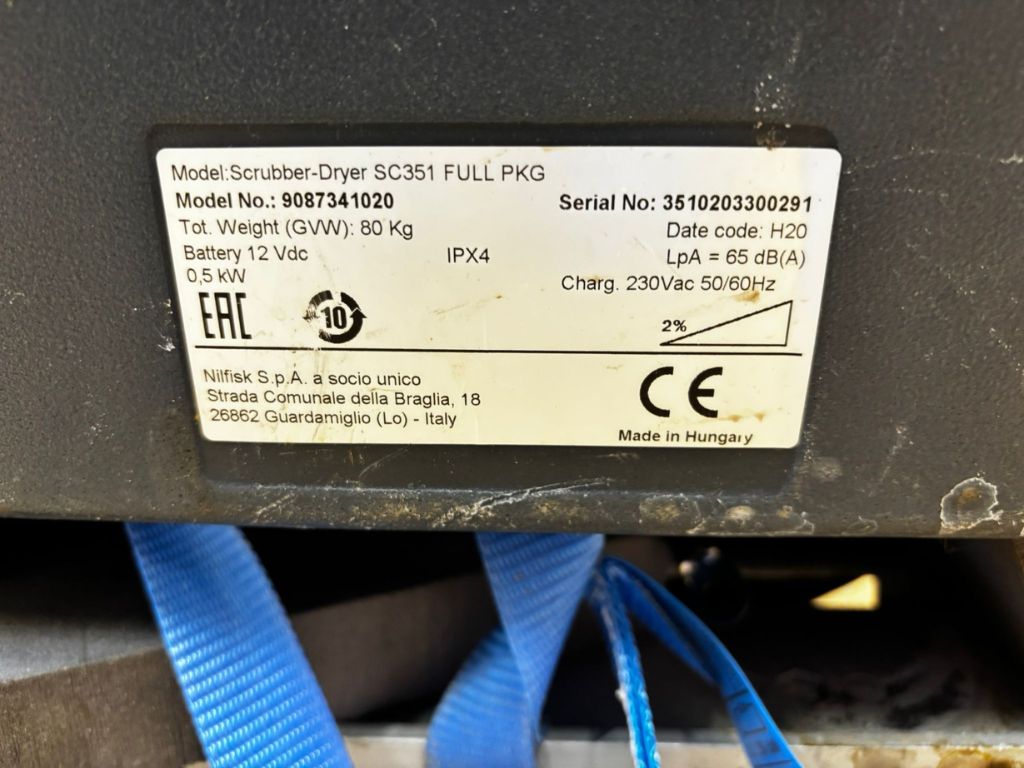 Model:Scrubber-Dryer SC351 FULL PKG
Model No.: 9087341020 Serial No: 3510203300291
Tot. Weight (GVW): 80 Kg Date code: H20
Battery 12 Vdc IPX4 LpA = 65 dB(A)
0,5 kW Charg. 230Vac 50/60Hz
EAC 10 2%
Nilfisk S.p.A. a socio unico
Strada Comunale della Braglia, 18
26862 Guardamiglio (Lo) - Italy
CE
Made in Hungary